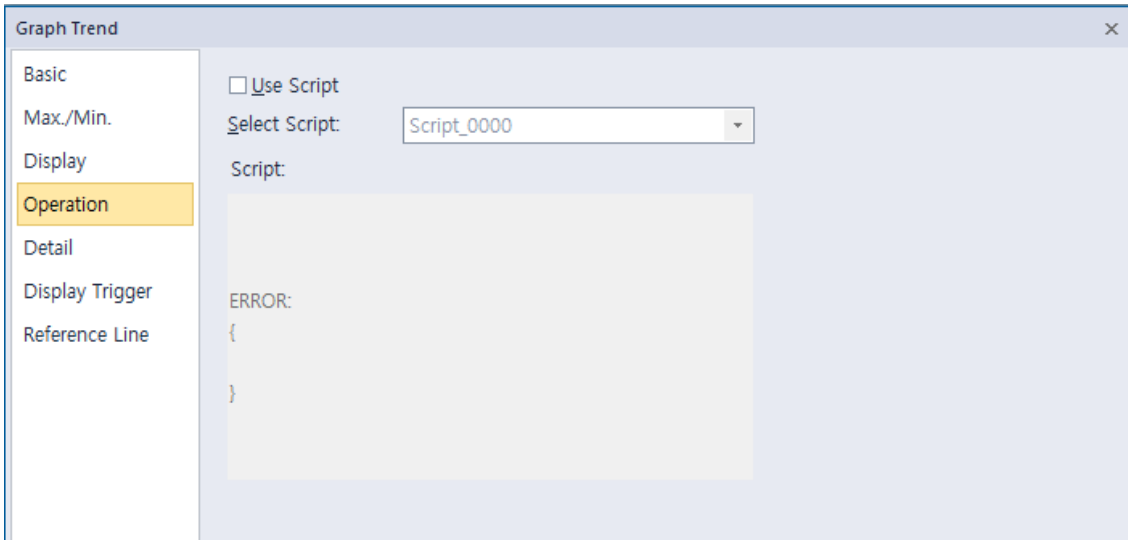 Graph Trend
Basic
Max./Min.
Display
Operation
Detail
Display Trigger
Reference Line
Use Script
Select Script: Script_0000
Script:
ERROR:
{
}